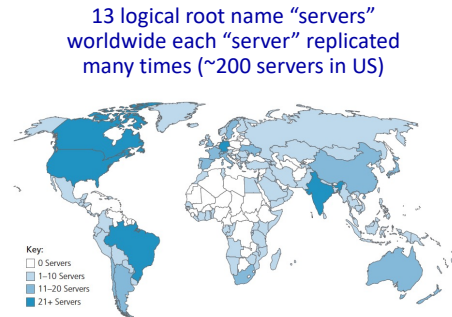 13 logical root name “servers”
worldwide each “server” replicated
many times (~200 servers in US)
Key:
0 Servers
1–10 Servers
11–20 Servers
21+ Servers